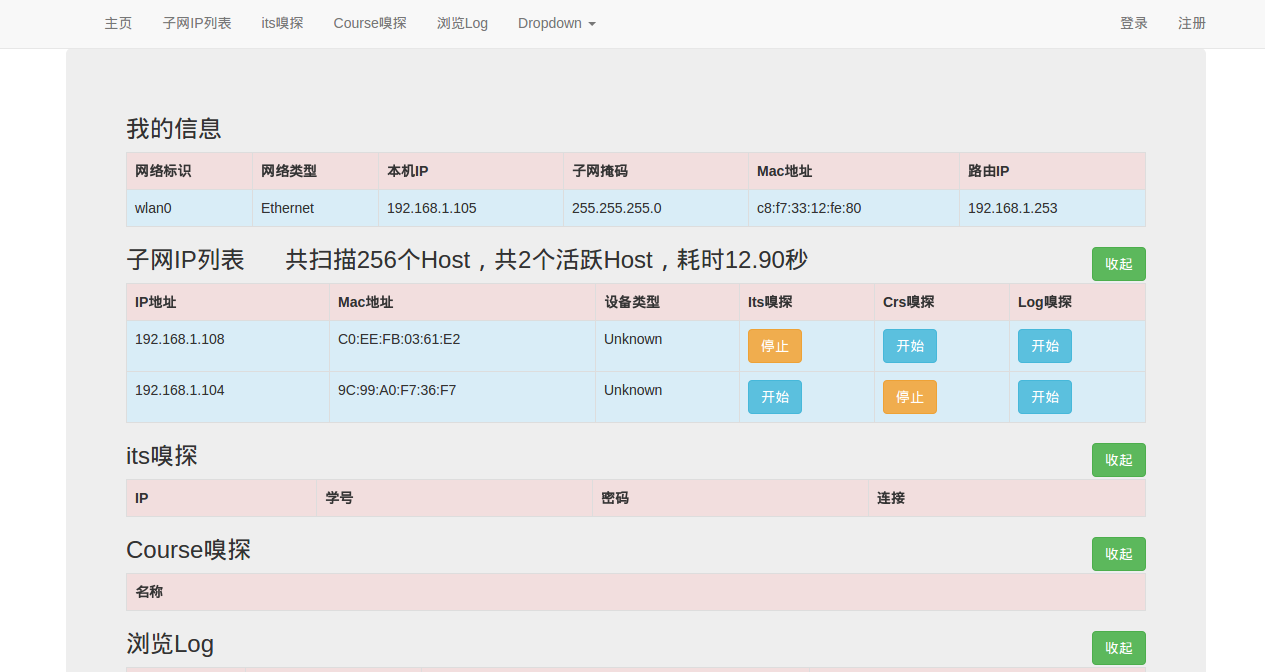 主页 子网IP列表 its嗅探 Course嗅探 浏览Log Dropdown 登录 注册
我的信息
网络标识 网络类型 本机IP 子网掩码 Mac地址 路由IP
wlan0 Ethernet 192.168.1.105 255.255.255.0 c8:f7:33:12:fe:80 192.168.1.253
子网IP列表 共扫描256个Host，共2个活跃Host，耗时12.90秒 收起
IP地址 Mac地址 设备类型 Its嗅探 Crs嗅探 Log嗅探
192.168.1.108 C0:EE:FB:03:61:E2 Unknown 停止 开始 开始
192.168.1.104 9C:99:A0:F7:36:F7 Unknown 开始 停止 开始
its嗅探 收起
IP 学号 密码 连接
Course嗅探 收起
名称
浏览Log 收起